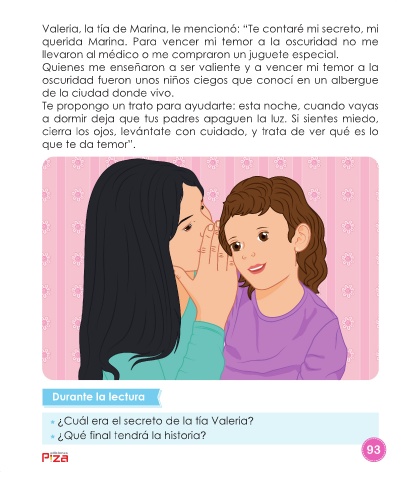 Valeria, la tía de Marina, le mencionó: “Te contaré mi secreto, mi
querida Marina. Para vencer mi temor a la oscuridad no me
llevaron al médico o me compraron un juguete especial.
Quienes me enseñaron a ser valiente y a vencer mi temor a la
oscuridad fueron unos niños ciegos que conocí en un albergue
de la ciudad donde vivo.
Te propongo un trato para ayudarte: esta noche, cuando vayas
a dormir deja que tus padres apaguen la luz. Si sientes miedo,
cierra los ojos, levántate con cuidado, y trata de ver qué es lo
que te da temor”.
Durante la lectura
¿Cuál era el secreto de la tía Valeria?
¿Qué final tendrá la historia?
P!za
93